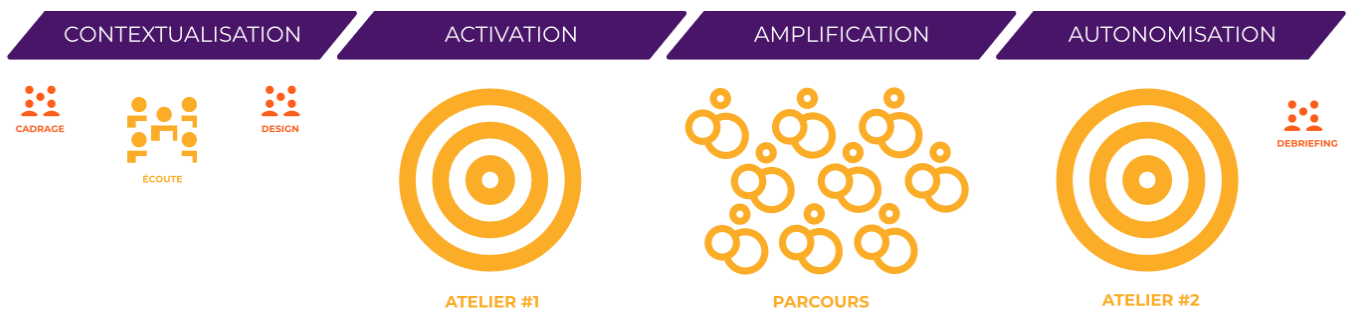 CONTEXTUALISATION
ACTIVATION
AMPLIFICATION
AUTONOMISATION
CADRAGE
ÉCOUTE
DESIGN
ATELIER #1
PARCOURS
ATELIER #2
DEBRIEFING